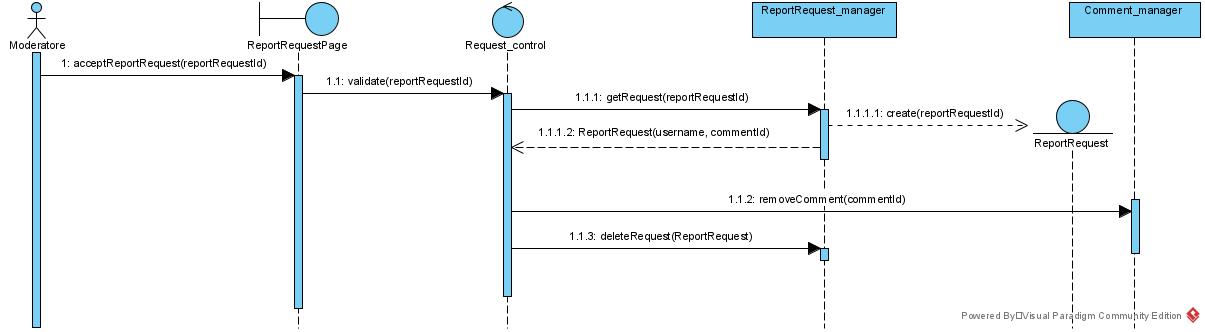 ReportRequest_manager
Comment_manager
Moderatore
ReportRequestPage
Request_control
1: acceptReportRequest(reportRequestId)
1.1: validate(reportRequestId)
1.1.1: getRequest(reportRequestId)
1.1.1.1: create(reportRequestId)
1.1.1.2: ReportRequest(username, commentId)
ReportRequest
1.1.2: removeComment(commentId)
1.1.3: deleteRequest(ReportRequest)
Powered By□Visual Paradigm Community Edition